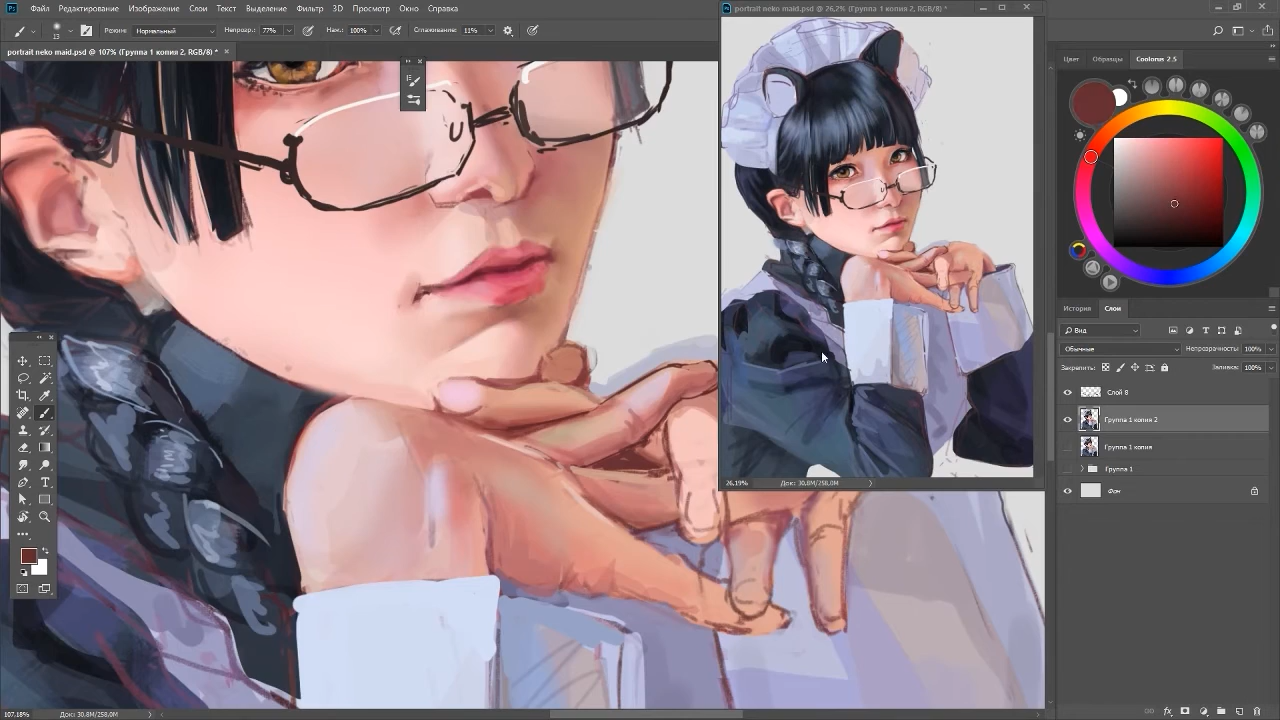 Ps Файл Редактирование Изображение Слои Текст Выделение Фильтр 3D Просмотр Окно Справка
13 Режим: Нормальный Непрозр.: 77% Наж.: 100% Сглаживание: 11%
portrait neko maid.psd @ 107% (Группа 1 копия 2, RGB/8) * ×
portrait neko maid.psd @ 26,2% (Группа 1 копия 2, RGB/8) *
Цвет Образцы Coolorus 2.5
История Слои
Вид
Обычные Непрозрачность: 100%
Закрепить: Заливка: 100%
Слой 8
Группа 1 копия 2
Группа 1 копия
Группа 1
Фон
26.19% Док: 30,8M/258,0M
107.18% Док: 30,8M/258,0M